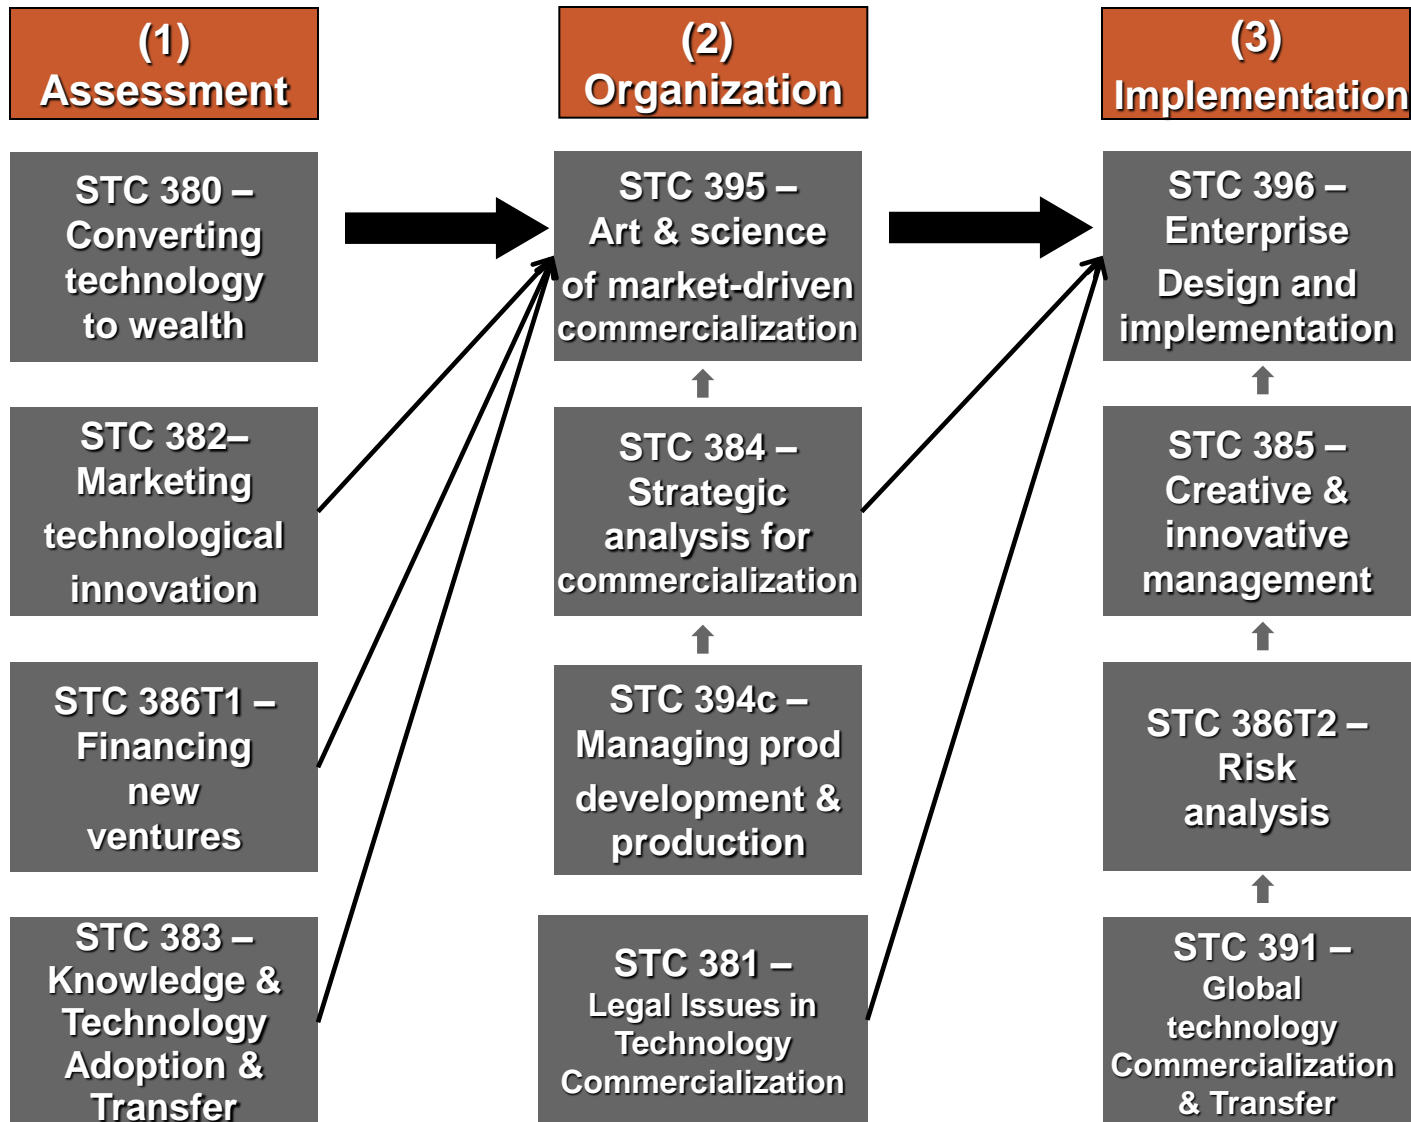 (1)
Assessment
(2)
Organization
(3)
Implementation
STC 380 –
Converting
technology
to wealth
STC 395 –
Art & science
of market-driven
commercialization
STC 396 –
Enterprise
Design and
implementation
STC 382–
Marketing
technological
innovation
STC 384 –
Strategic
analysis for
commercialization
STC 385 –
Creative &
innovative
management
STC 386T1 –
Financing
new
ventures
STC 394c –
Managing prod
development &
production
STC 386T2 –
Risk
analysis
STC 383 –
Knowledge &
Technology
Adoption &
Transfer
STC 381 –
Legal Issues in
Technology
Commercialization
STC 391 –
Global
technology
Commercialization
& Transfer